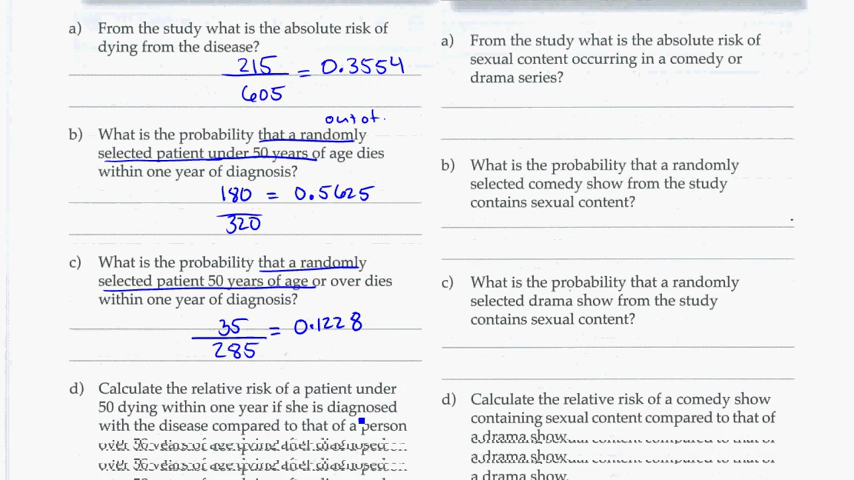 a) From the study what is the absolute risk of
dying from the disease?
215
605
= 0.3554
out of.
b) What is the probability that a randomly
selected patient under 50 years of age dies
within one year of diagnosis?
180
320
= 0.5625
c) What is the probability that a randomly
selected patient 50 years of age or over dies
within one year of diagnosis?
35
285
= 0.1228
d) Calculate the relative risk of a patient under
50 dying within one year if she is diagnosed
with the disease compared to that of a person
a) From the study what is the absolute risk of
sexual content occurring in a comedy or
drama series?
b) What is the probability that a randomly
selected comedy show from the study
contains sexual content?
c) What is the probability that a randomly
selected drama show from the study
contains sexual content?
d) Calculate the relative risk of a comedy show
containing sexual content compared to that of
a drama show.
a drama show.
a drama show.